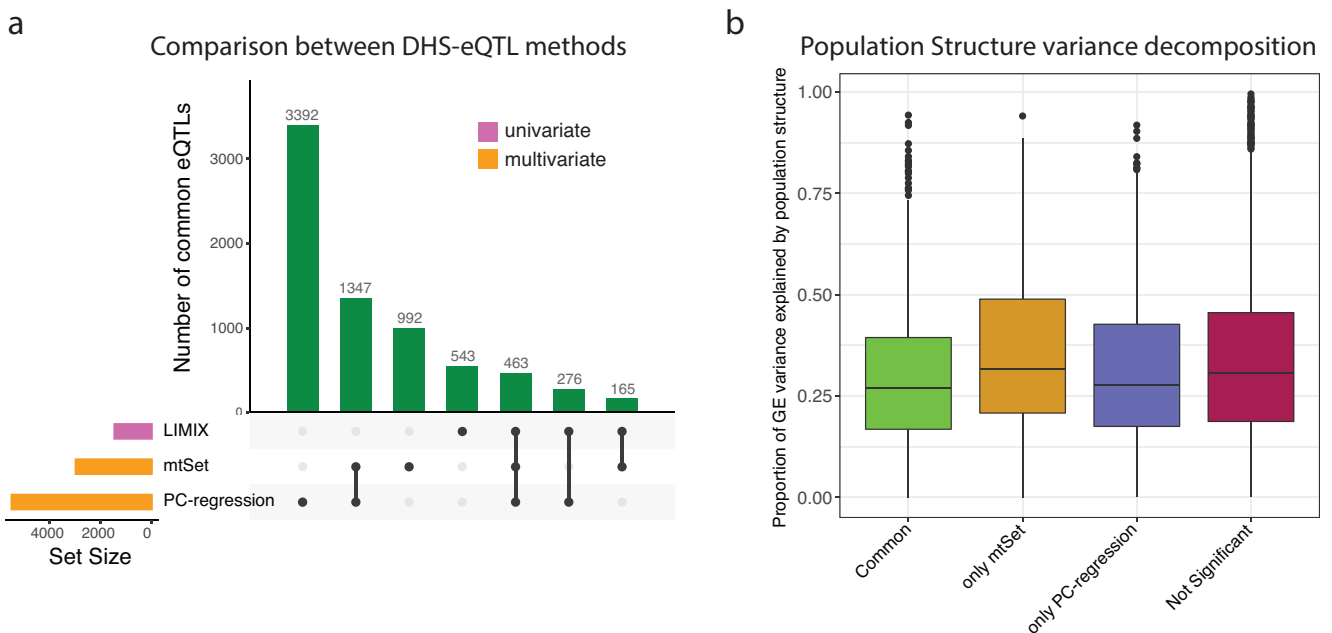 a
Comparison between DHS-eQTL methods
Number of common eQTLs
3000
2000
1000
0
3392
1347
992
543
463
276
165
univariate
multivariate
LIMIX
mtSet
PC-regression
4000 2000 0
Set Size
b
Population Structure variance decomposition
Proportion of GE variance explained by population structure
1.00
0.75
0.50
0.25
0.00
Common
only mtSet
only PC-regression
Not Significant